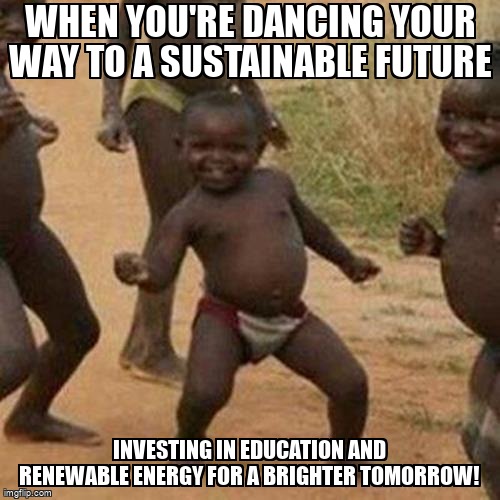 WHEN YOU'RE DANCING YOUR
WAY TO A SUSTAINABLE FUTURE
INVESTING IN EDUCATION AND
RENEWABLE ENERGY FOR A BRIGHTER TOMORROW!
imgflip.com